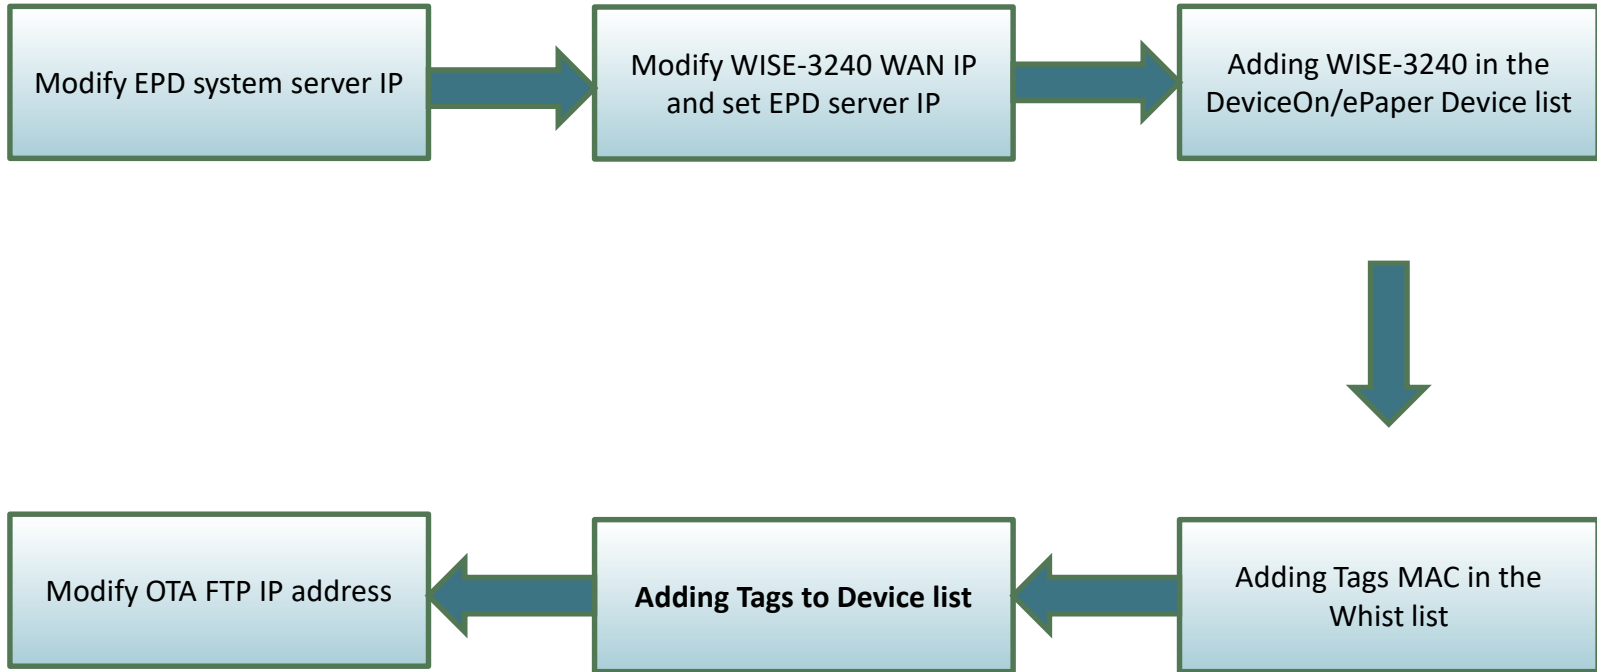 Modify EPD system server IP
Modify WISE-3240 WAN IP
and set EPD server IP
Adding WISE-3240 in the
DeviceOn/ePaper Device list
Adding Tags MAC in the
Whist list
Adding Tags to Device list
Modify OTA FTP IP address